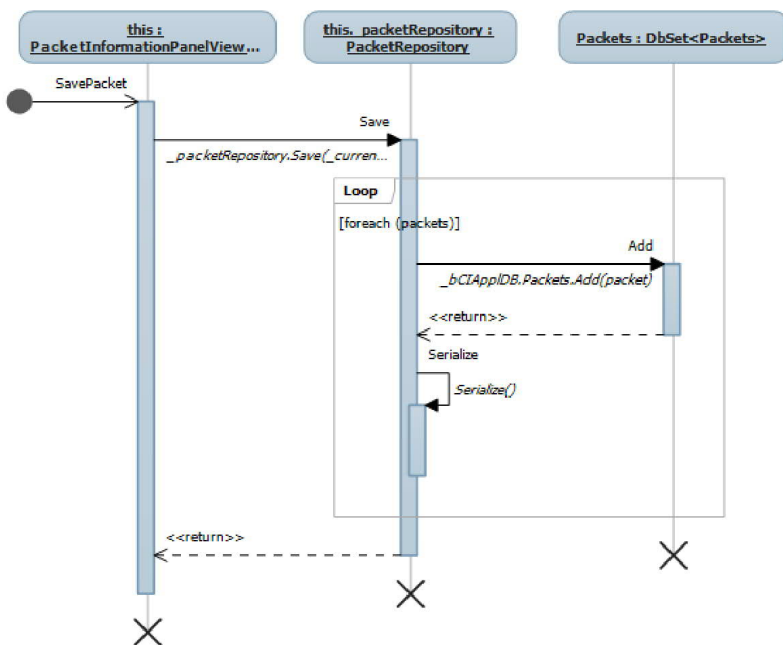 this :
PacketInformationPanelView...
this._packetRepository :
PacketRepository
Packets : DbSet<Packets>
SavePacket
Save
_packetRepository.Save(_curren...
Loop
[foreach (packets)]
Add
_bCIApplDB.Packets.Add(packet)
<<return>>
Serialize
Serialize()
<<return>>